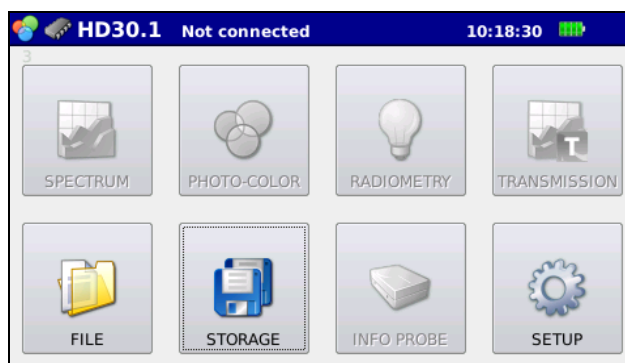 HD30.1 Not connected 10:18:30
3
SPECTRUM PHOTO-COLOR RADIOMETRY TRANSMISSION
T
FILE STORAGE INFO PROBE SETUP